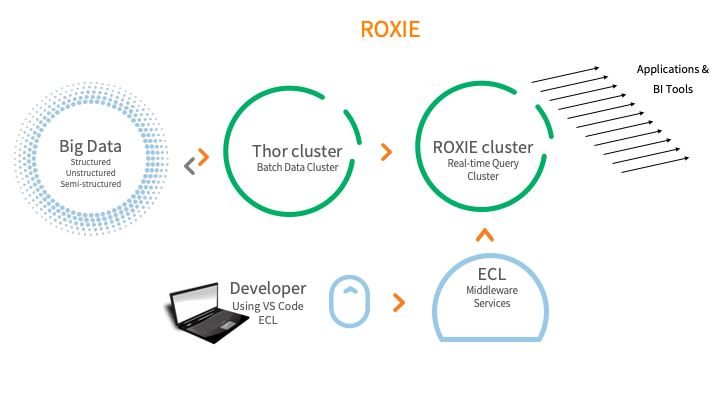 ROXIE
Applications &
BI Tools
Big Data
Structured
Unstructured
Semi-structured
Thor cluster
Batch Data Cluster
ROXIE cluster
Real-time Query
Cluster
Developer
Using VS Code
ECL
ECL
Middleware
Services